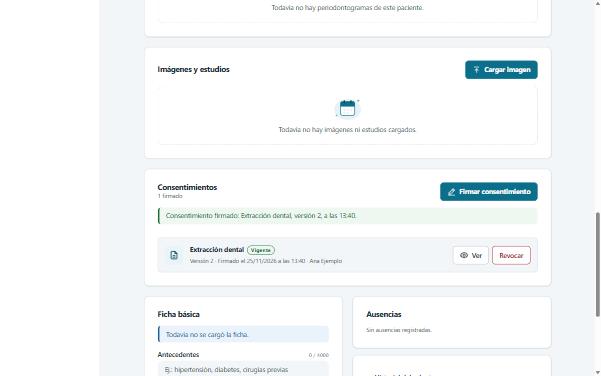 Todavía no hay periodontogramas de este paciente.
Imágenes y estudios
Cargar imagen
Todavía no hay imágenes ni estudios cargados.
Consentimientos
1 firmado
Firmar consentimiento
Consentimiento firmado: Extracción dental, versión 2, a las 13:40.
Extracción dental Vigente
Versión 2 · Firmado el 25/11/2026 a las 13:40 · Ana Ejemplo
Ver
Revocar
Ficha básica
Todavía no se cargó la ficha.
Antecedentes 0 / 4000
Ej.: hipertensión, diabetes, cirugías previas
Ausencias
Sin ausencias registradas.